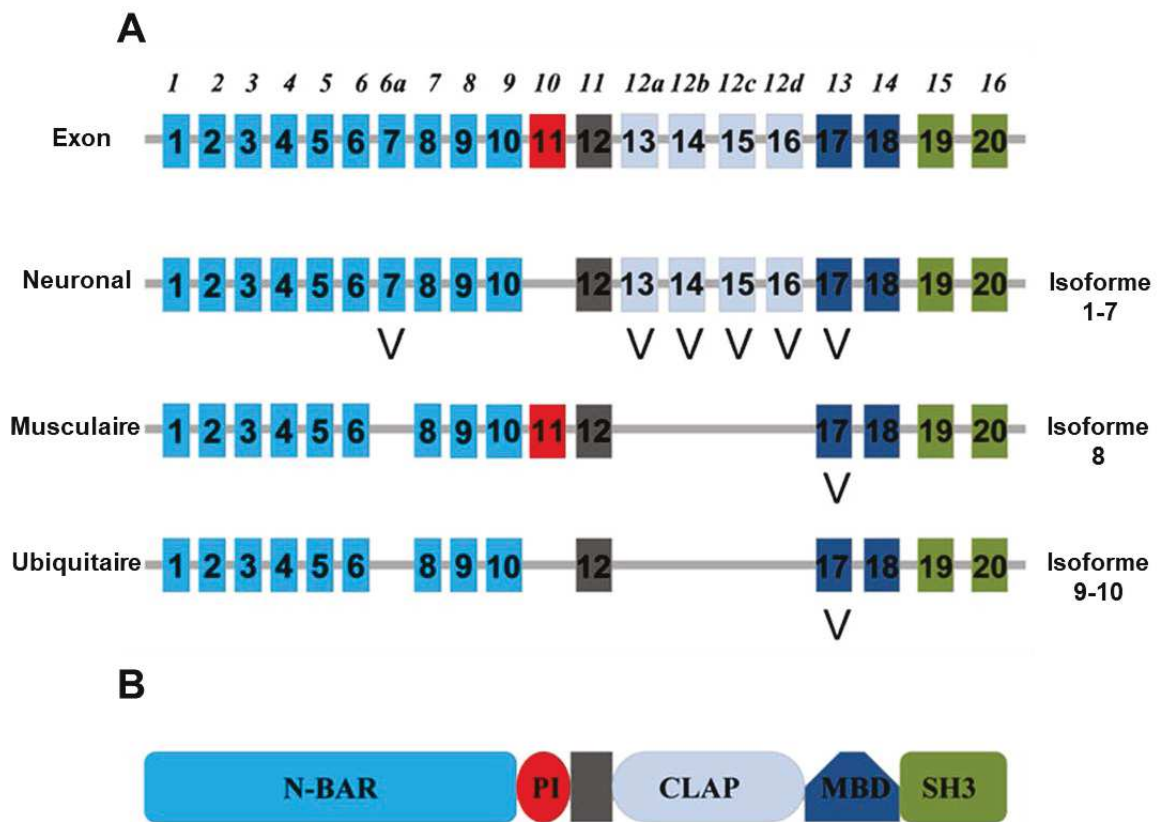 A
1 2 3 4 5 6 6a 7 8 9 10 11 12a 12b 12c 12d 13 14 15 16
Exon 1 2 3 4 5 6 7 8 9 10 11 12 13 14 15 16 17 18 19 20
Neuronal 1 2 3 4 5 6 7 8 9 10 12 13 14 15 16 17 18 19 20 Isoforme
1-7
V V V V V V
Musculaire 1 2 3 4 5 6 8 9 10 11 12 17 18 19 20 Isoforme
8
V
Ubiquitaire 1 2 3 4 5 6 8 9 10 12 17 18 19 20 Isoforme
9-10
V
B
N-BAR PI CLAP MBD SH3